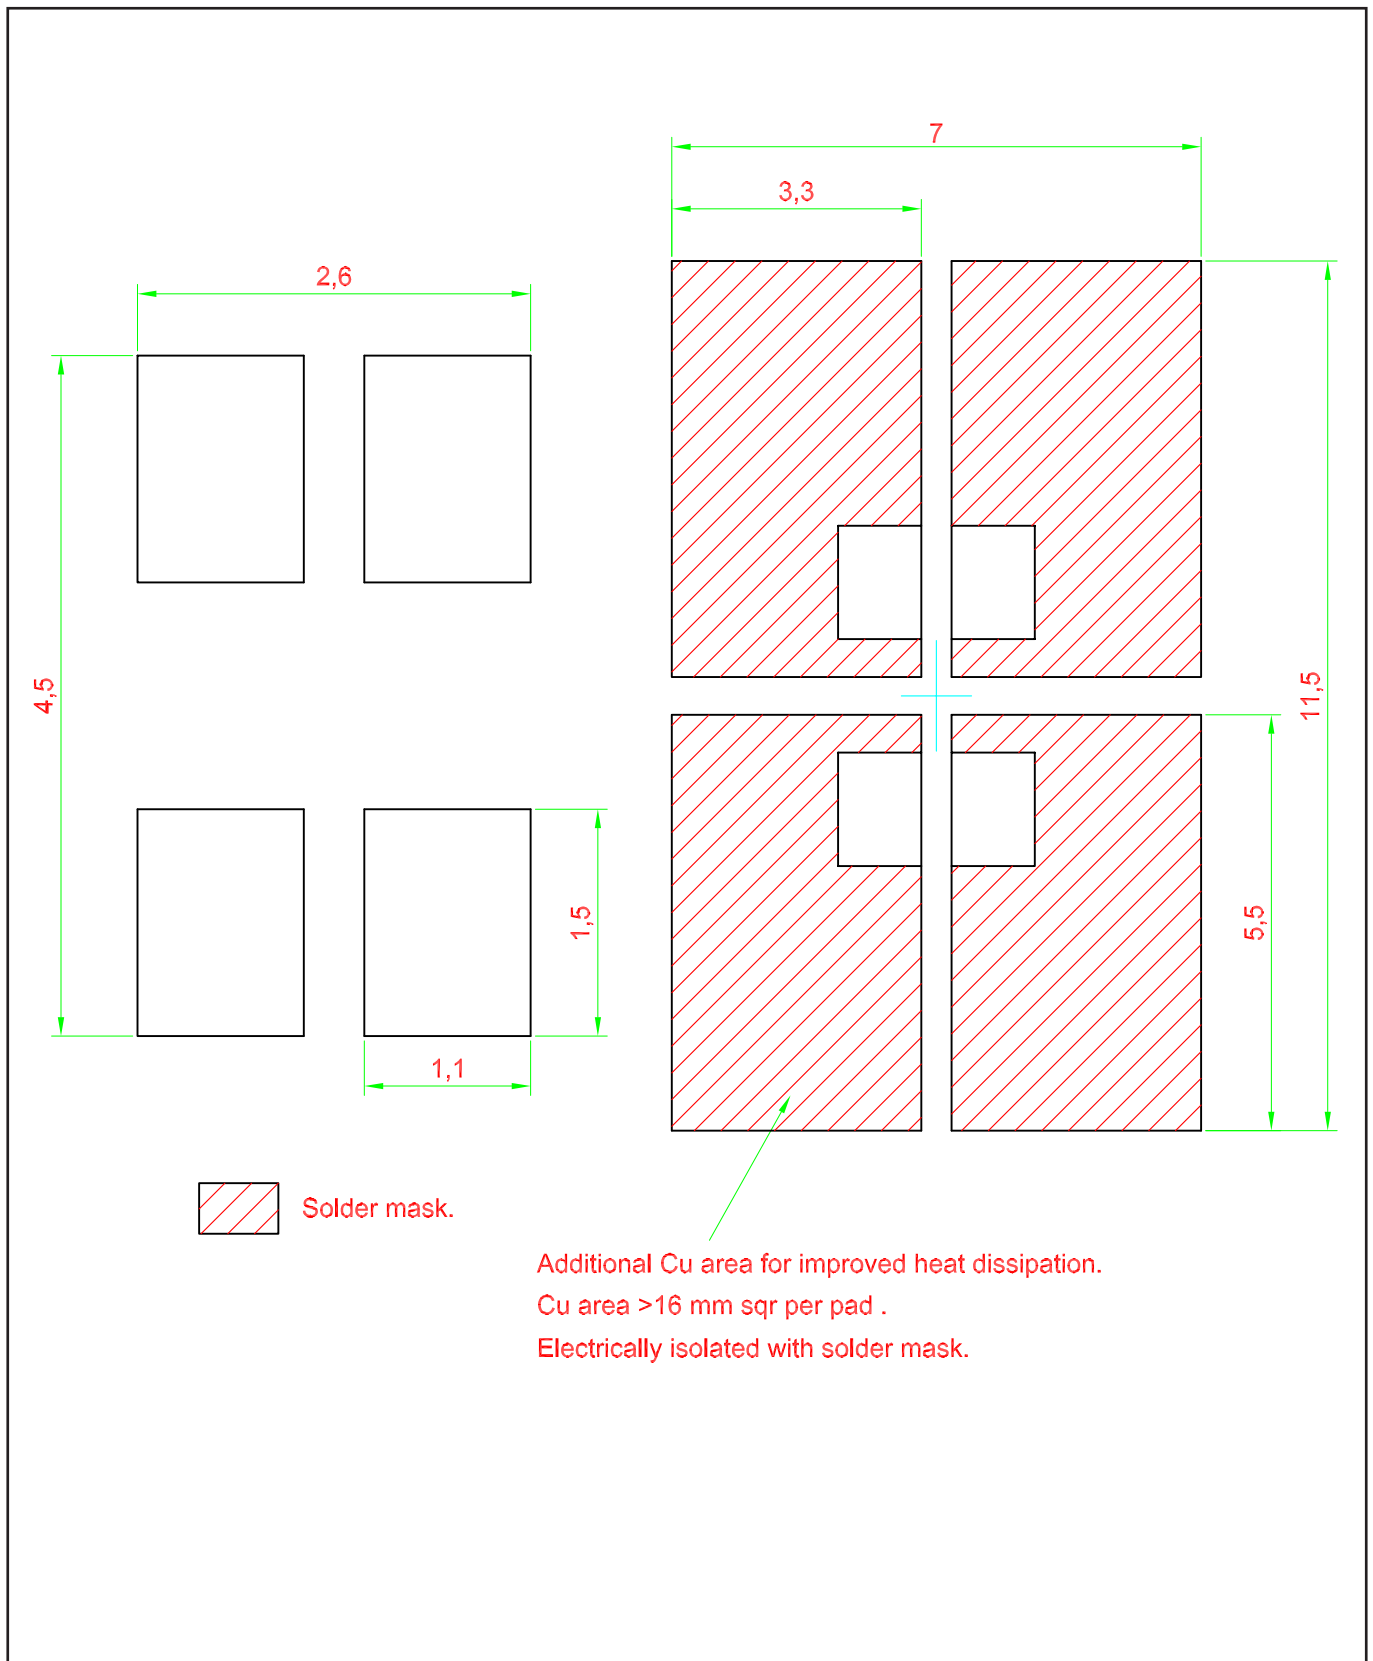 7
3,3
2,6
4,5
11,5
5,5
1,5
1,1
Solder mask.
Additional Cu area for improved heat dissipation.
Cu area >16 mm sqr per pad .
Electrically isolated with solder mask.